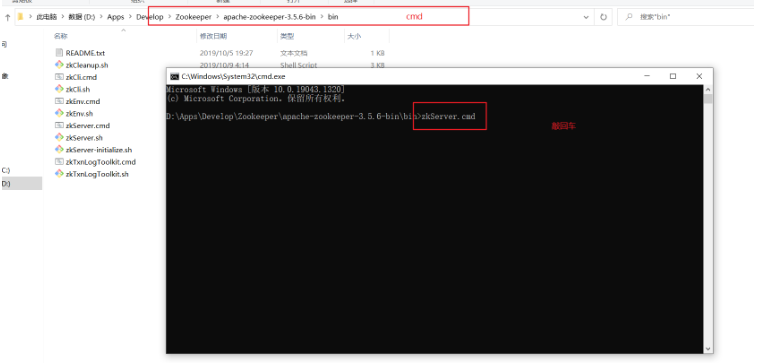 此电脑 > 数据 (D:) > Apps > Develop > Zookeeper > apache-zookeeper-3.5.6-bin > bin cmd
搜索"bin"
名称 修改日期 类型 大小
README.txt 2019/10/5 19:27 文本文档 1 KB
zkCleanup.sh 2019/10/9 4:14 Shell Script 3 KB
zkCli.cmd
zkCli.sh
zkEnv.cmd
zkEnv.sh
zkServer.cmd
zkServer.sh
zkServer-initialize.sh
zkTxnLogToolkit.cmd
zkTxnLogToolkit.sh
C:\Windows\System32\cmd.exe
Microsoft Windows [版本 10.0.19043.1320]
(c) Microsoft Corporation。保留所有权利。
D:\Apps\Develop\Zookeeper\apache-zookeeper-3.5.6-bin\bin>zkServer.cmd
敲回车
C:)
D:)